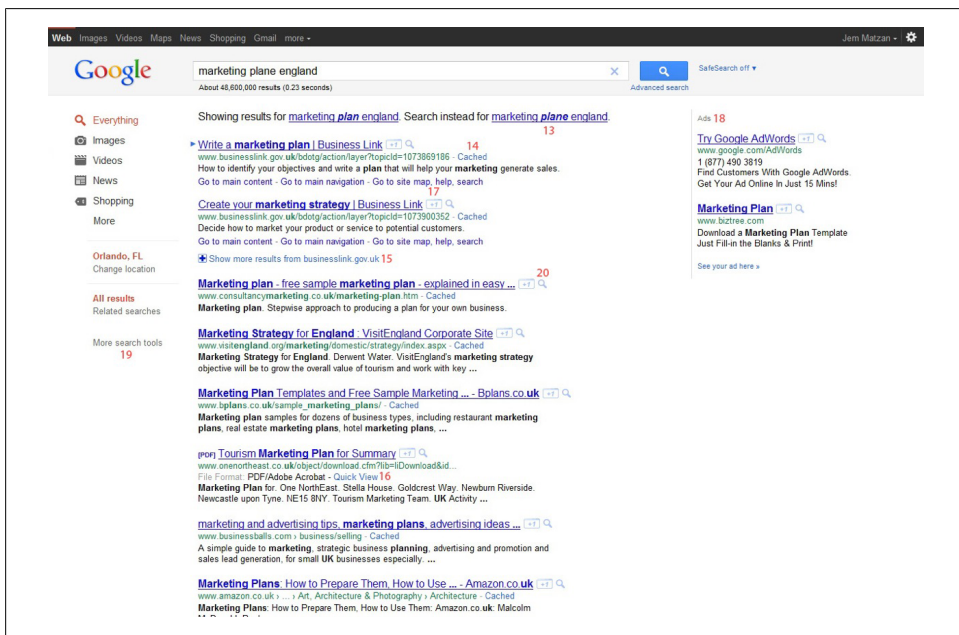 Web Images Videos Maps News Shopping Gmail more
Jem Matzan
Google
marketing plane england
SafeSearch off
About 48,600,000 results (0.23 seconds)
Advanced search
Everything
Images
Videos
News
Shopping
More
Orlando, FL
Change location
All results
Related searches
More search tools
19
Showing results for marketing plan england. Search instead for marketing plane england.
13
Write a marketing plan | Business Link +1 14
www.businesslink.gov.uk/bdotg/action/layer?topicId=1073869186 - Cached
How to identify your objectives and write a plan that will help your marketing generate sales.
Go to main content - Go to main navigation - Go to site map, help, search
17
Create your marketing strategy | Business Link +1
www.businesslink.gov.uk/bdotg/action/layer?topicId=1073900352 - Cached
Decide how to market your product or service to potential customers.
Go to main content - Go to main navigation - Go to site map, help, search
Show more results from businesslink.gov.uk 15
20
Marketing plan - free sample marketing plan - explained in easy ... +1
www.consultancymarketing.co.uk/marketing-plan.htm - Cached
Marketing plan. Stepwise approach to producing a plan for your own business.
Marketing Strategy for England : VisitEngland Corporate Site +1
www.visitengland.org/marketing/domestic/strategy/index.aspx - Cached
Marketing Strategy for England. Derwent Water. VisitEngland's marketing strategy
objective will be to grow the overall value of tourism and work with key ...
Marketing Plan Templates and Free Sample Marketing ... - Bplans.co.uk +1
www.bplans.co.uk/sample_marketing_plans/ - Cached
Marketing plan samples for dozens of business types, including restaurant marketing
plans, real estate marketing plans, hotel marketing plans, ...
[PDF] Tourism Marketing Plan for Summary +1
www.onenortheast.co.uk/object/download.cfm?lib=liDownload&id...
File Format: PDF/Adobe Acrobat - Quick View 16
Marketing Plan for. One NorthEast. Stella House. Goldcrest Way. Newburn Riverside.
Newcastle upon Tyne. NE15 8NY. Tourism Marketing Team. UK Activity ...
marketing and advertising tips, marketing plans, advertising ideas ... +1
www.businessballs.com › business/selling - Cached
A simple guide to marketing, strategic business planning, advertising and promotion and
sales lead generation, for small UK businesses especially. ...
Marketing Plans: How to Prepare Them, How to Use ... - Amazon.co.uk +1
www.amazon.co.uk › ... › Art, Architecture & Photography › Architecture - Cached
Marketing Plans: How to Prepare Them, How to Use Them: Amazon.co.uk: Malcolm
Ads 18
Try Google AdWords +1
www.google.com/AdWords
1 (877) 490 3819
Find Customers With Google AdWords.
Get Your Ad Online In Just 15 Mins!
Marketing Plan +1
www.biztree.com
Download a Marketing Plan Template
Just Fill-in the Blanks & Print!
See your ad here »